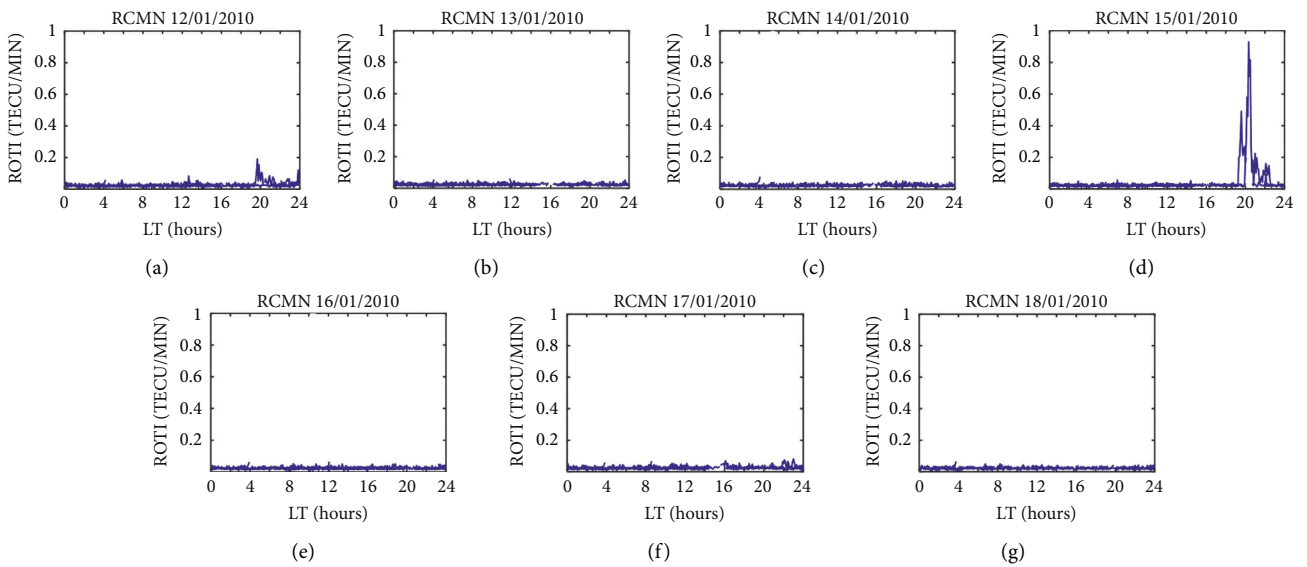 RCMN 12/01/2010
ROTI (TECU/MIN)
1
0.8
0.6
0.4
0.2
0 4 8 12 16 20 24
LT (hours)
(a)
RCMN 13/01/2010
ROTI (TECU/MIN)
1
0.8
0.6
0.4
0.2
0 4 8 12 16 20 24
LT (hours)
(b)
RCMN 14/01/2010
ROTI (TECU/MIN)
1
0.8
0.6
0.4
0.2
0 4 8 12 16 20 24
LT (hours)
(c)
RCMN 15/01/2010
ROTI (TECU/MIN)
1
0.8
0.6
0.4
0.2
0 4 8 12 16 20 24
LT (hours)
(d)
RCMN 16/01/2010
ROTI (TECU/MIN)
1
0.8
0.6
0.4
0.2
0 4 8 12 16 20 24
LT (hours)
(e)
RCMN 17/01/2010
ROTI (TECU/MIN)
1
0.8
0.6
0.4
0.2
0 4 8 12 16 20 24
LT (hours)
(f)
RCMN 18/01/2010
ROTI (TECU/MIN)
1
0.8
0.6
0.4
0.2
0 4 8 12 16 20 24
LT (hours)
(g)